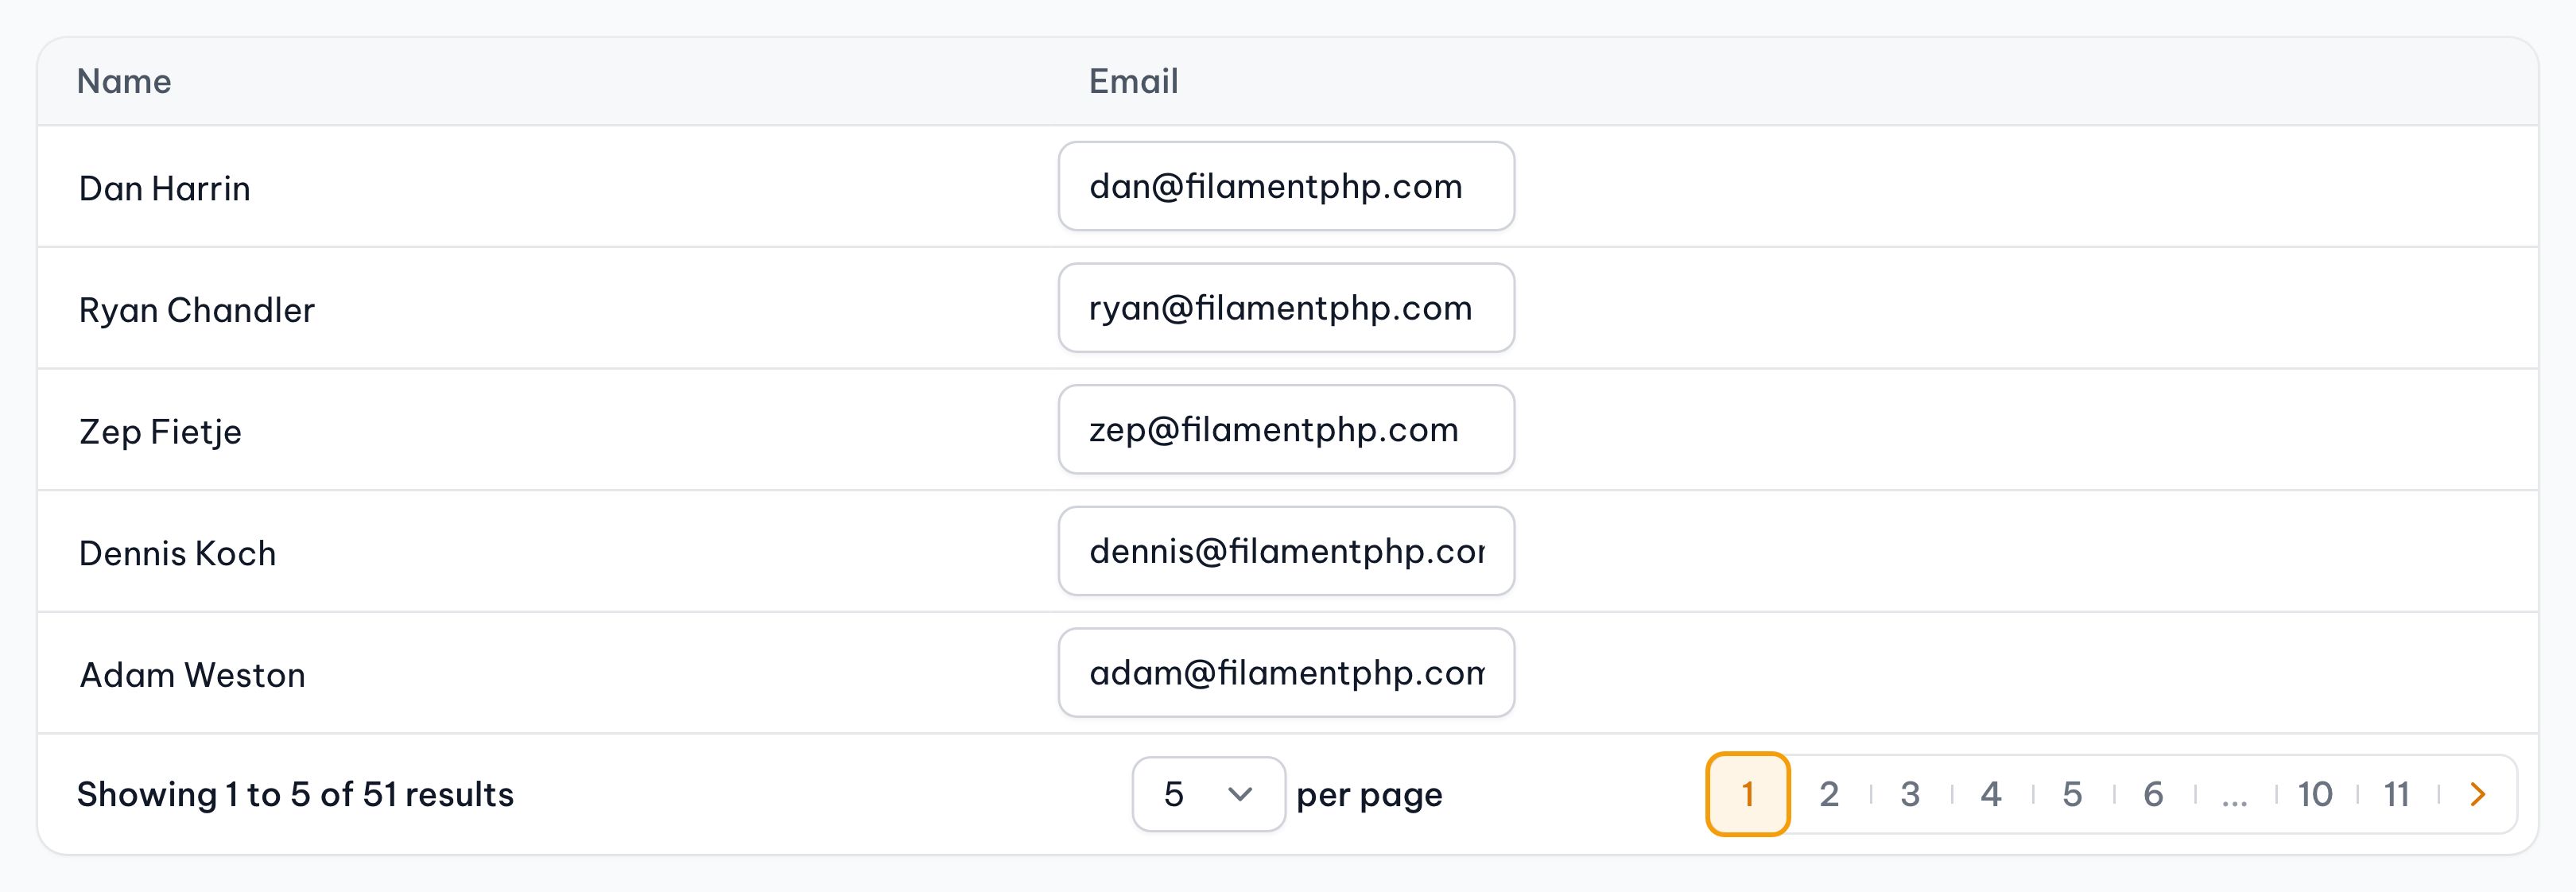 Name Email
Dan Harrin dan@filamentphp.com
Ryan Chandler ryan@filamentphp.com
Zep Fietje zep@filamentphp.com
Dennis Koch dennis@filamentphp.cor
Adam Weston adam@filamentphp.com
Showing 1 to 5 of 51 results 5 per page 1 2 3 4 5 6 ... 10 11